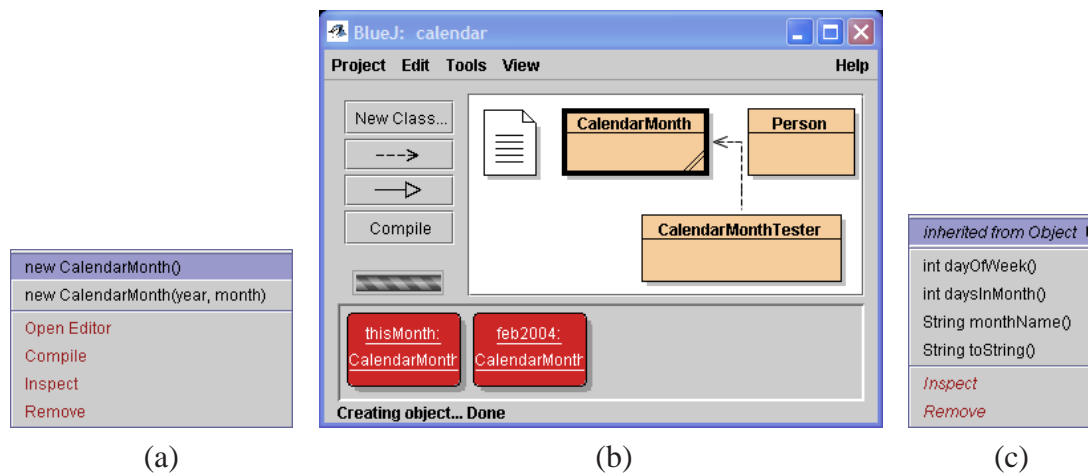 new CalendarMonth()
new CalendarMonth(year, month)
Open Editor
Compile
Inspect
Remove
(a)
BlueJ: calendar
Project Edit Tools View Help
New Class...
Compile
CalendarMonth
Person
CalendarMonthTester
thisMonth:
CalendarMonth
feb2004:
CalendarMonth
Creating object... Done
(b)
inherited from Object
int dayOfWeek()
int daysInMonth()
String monthName()
String toString()
Inspect
Remove
(c)